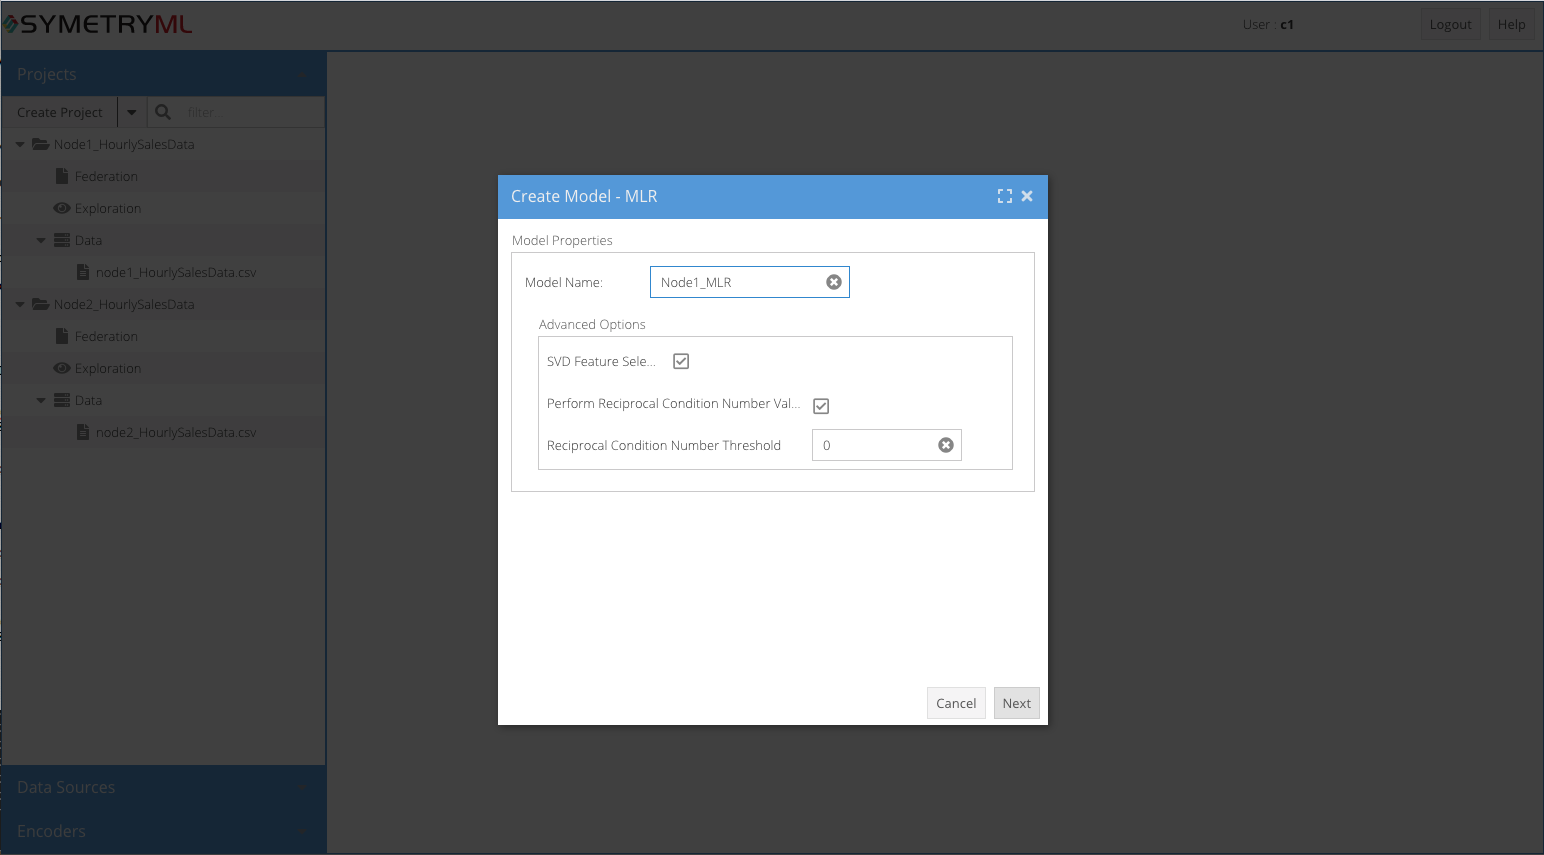 SYMETRYML
User : c1
Logout
Help
Projects
Create Project
filter...
Node1_HourlySalesData
Federation
Exploration
Data
node1_HourlySalesData.csv
Node2_HourlySalesData
Federation
Exploration
Data
node2_HourlySalesData.csv
Data Sources
Encoders
Create Model - MLR
Model Properties
Model Name:
Node1_MLR
Advanced Options
SVD Feature Sele...
Perform Reciprocal Condition Number Val...
Reciprocal Condition Number Threshold
0
Cancel
Next